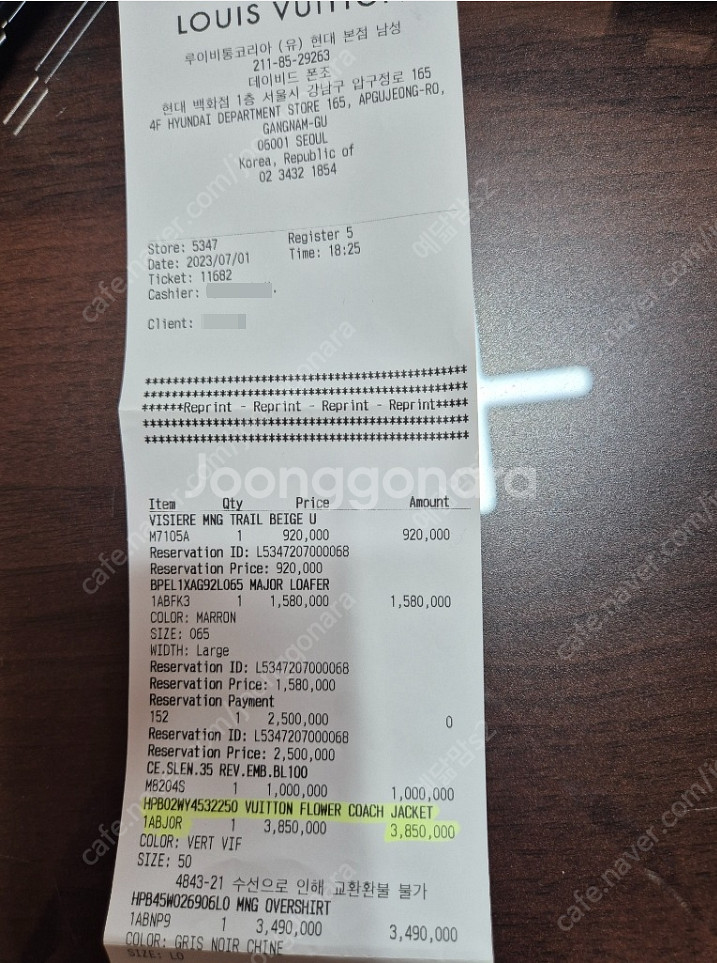 LOUIS VUITTON
루이비통코리아 (유) 현대 본점 남성
211-85-29263
데이비드 폰조
현대 백화점 1층 서울시 강남구 압구정로 165
4F HYUNDAI DEPARTMENT STORE 165, APGUJEONG-RO,
GANGNAM-GU
06001 SEOUL
Korea, Republic of
02 3432 1854
Store: 5347 Register 5
Date: 2023/07/01 Time: 18:25
Ticket: 11682
Cashier:
Client:
******Reprint - Reprint - Reprint - Reprint*****
Joonggonara
Item Qty Price Amount
VISIERE MNG TRAIL BEIGE U
M7105A 1 920,000 920,000
Reservation ID: L5347207000068
Reservation Price: 920,000
BPEL1XAG92L065 MAJOR LOAFER
1ABFK3 1 1,580,000 1,580,000
COLOR: MARRON
SIZE: 065
WIDTH: Large
Reservation ID: L5347207000068
Reservation Price: 1,580,000
Reservation Payment
152 1 2,500,000 0
Reservation ID: L5347207000068
Reservation Price: 2,500,000
CE.SLEN.35 REV.EMB.BL100
M8204S 1 1,000,000 1,000,000
HPB02WY4532250 VUITTON FLOWER COACH JACKET
1ABJ0R 1 3,850,000 3,850,000
COLOR: VERT VIF
SIZE: 50
4843-21 수선으로 인해 교환환불 불가
HPB45W026906L0 MNG OVERSHIRT
1ABNP9 1 3,490,000 3,490,000
COLOR: GRIS NOIR CHINE
SIZE: L0